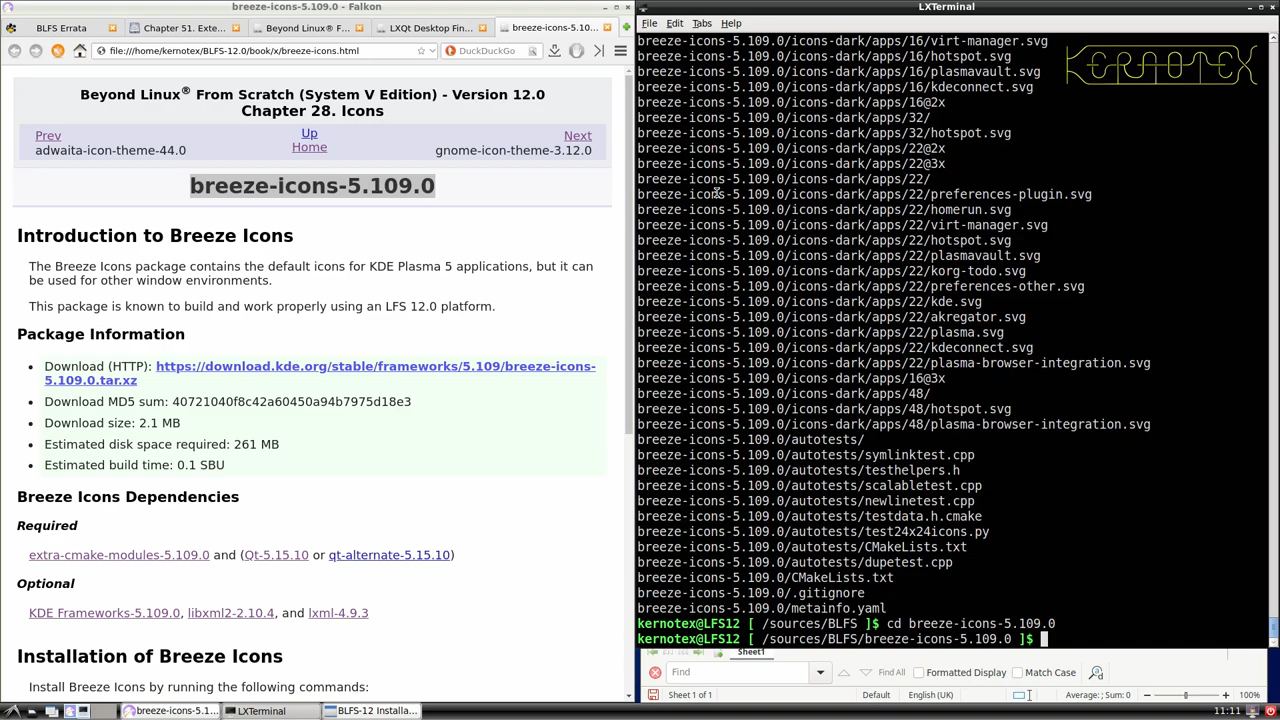 breeze-icons-5.109.0 - Falkon
BLFS Errata
Chapter 51. Exten
Beyond Linux® F
LXQt Desktop Fin
breeze-icons-5.10...
file:///home/kernotex/BLFS-12.0/book/x/breeze-icons.html
DuckDuckGo
Beyond Linux® From Scratch (System V Edition) - Version 12.0
Chapter 28. Icons
Prev
Up
Next
adwaita-icon-theme-44.0
Home
gnome-icon-theme-3.12.0
breeze-icons-5.109.0
Introduction to Breeze Icons
The Breeze Icons package contains the default icons for KDE Plasma 5 applications, but it can
be used for other window environments.
This package is known to build and work properly using an LFS 12.0 platform.
Package Information
Download (HTTP): https://download.kde.org/stable/frameworks/5.109/breeze-icons-
5.109.0.tar.xz
Download MD5 sum: 40721040f8c42a60450a94b7975d18e3
Download size: 2.1 MB
Estimated disk space required: 261 MB
Estimated build time: 0.1 SBU
Breeze Icons Dependencies
Required
extra-cmake-modules-5.109.0 and (Qt-5.15.10 or qt-alternate-5.15.10)
Optional
KDE Frameworks-5.109.0, libxml2-2.10.4, and lxml-4.9.3
Installation of Breeze Icons
Install Breeze Icons by running the following commands.
LXTerminal
File Edit Tabs Help
KERNOTEX
breeze-icons-5.109.0/icons-dark/apps/16/virt-manager.svg
breeze-icons-5.109.0/icons-dark/apps/16/hotspot.svg
breeze-icons-5.109.0/icons-dark/apps/16/plasmavault.svg
breeze-icons-5.109.0/icons-dark/apps/16/kdeconnect.svg
breeze-icons-5.109.0/icons-dark/apps/16@2x
breeze-icons-5.109.0/icons-dark/apps/32/
breeze-icons-5.109.0/icons-dark/apps/32/hotspot.svg
breeze-icons-5.109.0/icons-dark/apps/22@2x
breeze-icons-5.109.0/icons-dark/apps/22@3x
breeze-icons-5.109.0/icons-dark/apps/22/
breeze-icons-5.109.0/icons-dark/apps/22/preferences-plugin.svg
breeze-icons-5.109.0/icons-dark/apps/22/homerun.svg
breeze-icons-5.109.0/icons-dark/apps/22/virt-manager.svg
breeze-icons-5.109.0/icons-dark/apps/22/hotspot.svg
breeze-icons-5.109.0/icons-dark/apps/22/plasmavault.svg
breeze-icons-5.109.0/icons-dark/apps/22/korg-todo.svg
breeze-icons-5.109.0/icons-dark/apps/22/preferences-other.svg
breeze-icons-5.109.0/icons-dark/apps/22/kde.svg
breeze-icons-5.109.0/icons-dark/apps/22/akregator.svg
breeze-icons-5.109.0/icons-dark/apps/22/plasma.svg
breeze-icons-5.109.0/icons-dark/apps/22/kdeconnect.svg
breeze-icons-5.109.0/icons-dark/apps/22/plasma-browser-integration.svg
breeze-icons-5.109.0/icons-dark/apps/16@3x
breeze-icons-5.109.0/icons-dark/apps/48/
breeze-icons-5.109.0/icons-dark/apps/48/hotspot.svg
breeze-icons-5.109.0/icons-dark/apps/48/plasma-browser-integration.svg
breeze-icons-5.109.0/autotests/
breeze-icons-5.109.0/autotests/symlinktest.cpp
breeze-icons-5.109.0/autotests/testhelpers.h
breeze-icons-5.109.0/autotests/scalabletest.cpp
breeze-icons-5.109.0/autotests/newlinetest.cpp
breeze-icons-5.109.0/autotests/testdata.h.cmake
breeze-icons-5.109.0/autotests/test24x24icons.py
breeze-icons-5.109.0/autotests/CMakeLists.txt
breeze-icons-5.109.0/autotests/dupetest.cpp
breeze-icons-5.109.0/CMakeLists.txt
breeze-icons-5.109.0/.gitignore
breeze-icons-5.109.0/metainfo.yaml
kernotex@LFS12 [ /sources/BLFS ]$ cd breeze-icons-5.109.0
kernotex@LFS12 [ /sources/BLFS/breeze-icons-5.109.0 ]$
Sheet1
Find
Find All
Formatted Display
Match Case
Sheet 1 of 1
Default
English (UK)
Average: ; Sum: 0
100%
breeze-icons-5.1...
LXTerminal
BLFS-12 Installa...
11:11